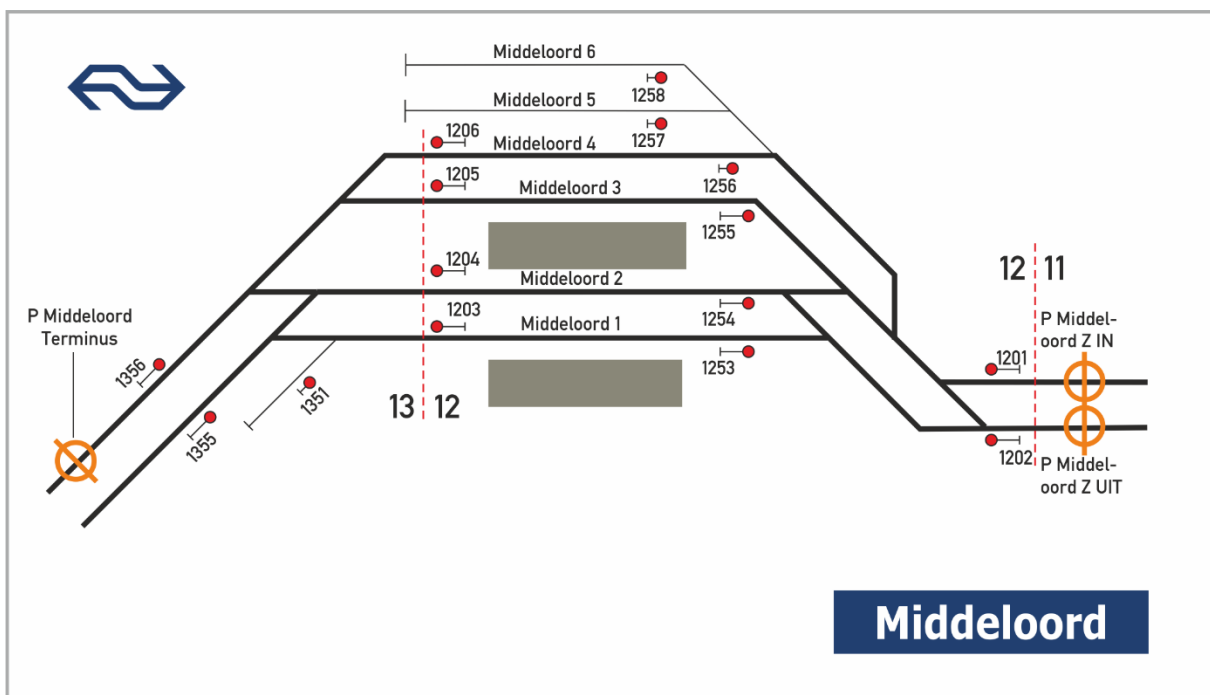 Middeloord 6
1258
Middeloord 5
1206
1257
Middeloord 4
1205
1256
Middeloord 3
1255
1204
12 11
Middeloord 2
P Middeloord
Terminus
1203
1254
P Middel-
oord Z IN
Middeloord 1
1356
1201
1253
1351
13 12
1355
1202
P Middel-
oord Z UIT
Middeloord